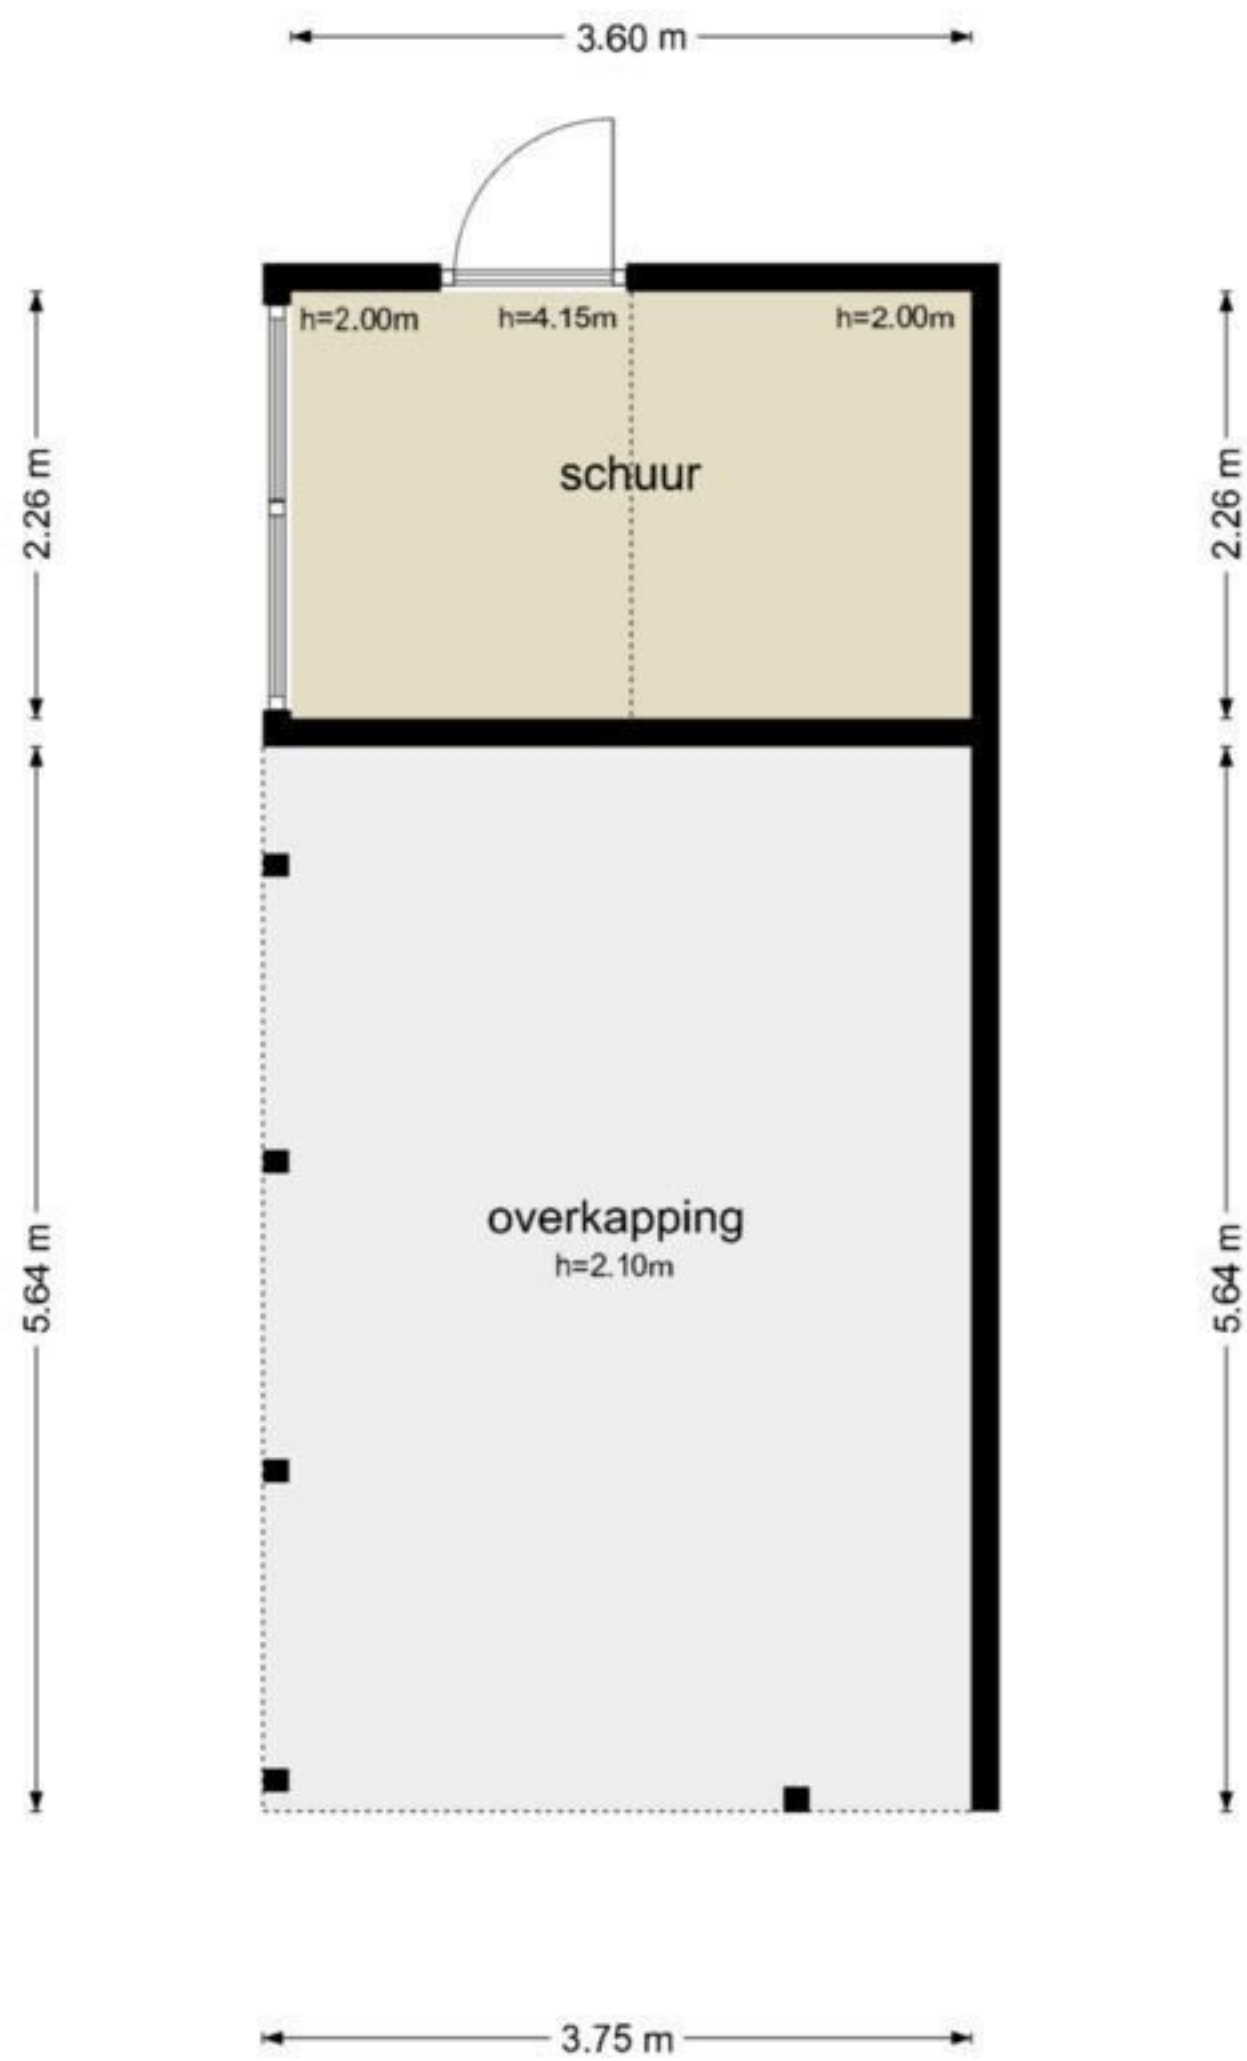 3.60 m
h=2.00m h=4.15m h=2.00m
schuur
2.26 m
2.26 m
overkapping
h=2.10m
5.64 m
5.64 m
3.75 m